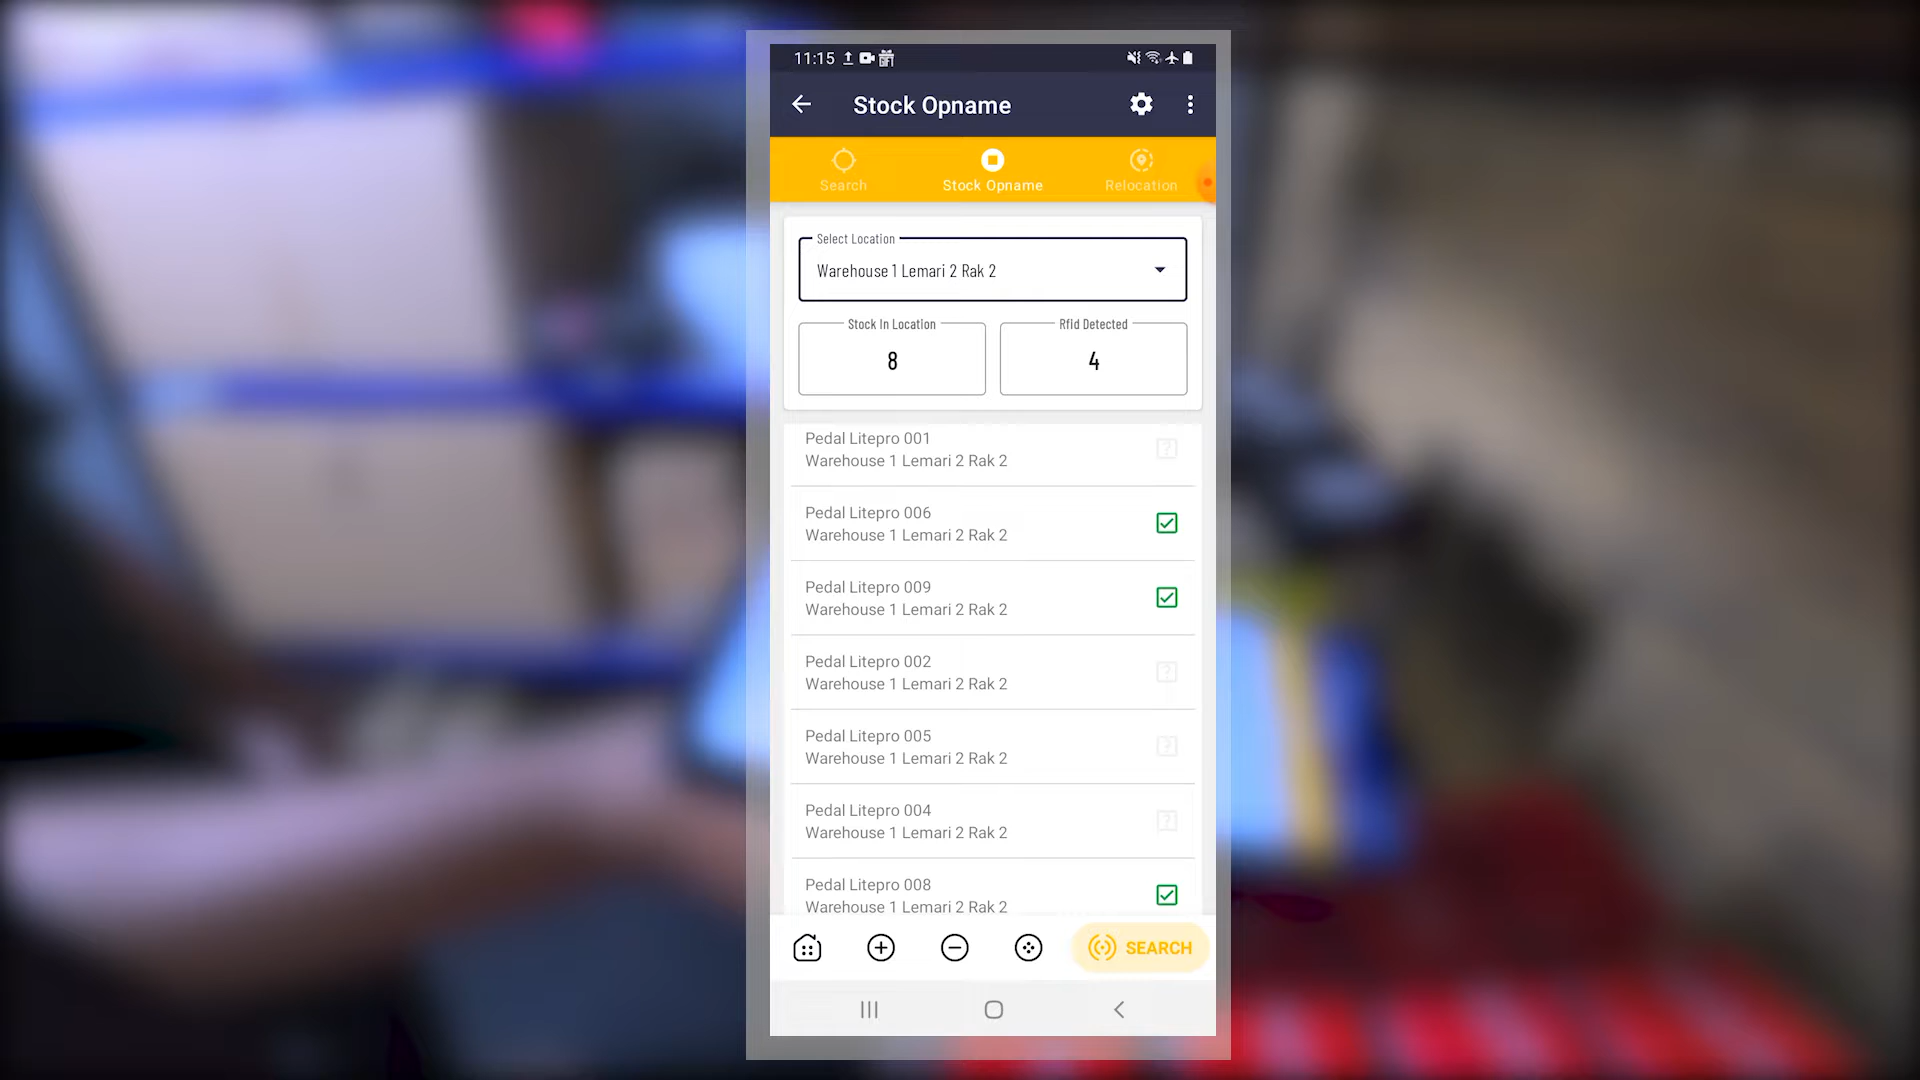 11:15
Stock Opname
Search
Stock Opname
Relocation
Select Location
Warehouse 1 Lemari 2 Rak 2
Stock In Location
Rfid Detected
8
4
Pedal Litepro 001
Warehouse 1 Lemari 2 Rak 2
Pedal Litepro 006
Warehouse 1 Lemari 2 Rak 2
Pedal Litepro 009
Warehouse 1 Lemari 2 Rak 2
Pedal Litepro 002
Warehouse 1 Lemari 2 Rak 2
Pedal Litepro 005
Warehouse 1 Lemari 2 Rak 2
Pedal Litepro 004
Warehouse 1 Lemari 2 Rak 2
Pedal Litepro 008
Warehouse 1 Lemari 2 Rak 2
SEARCH